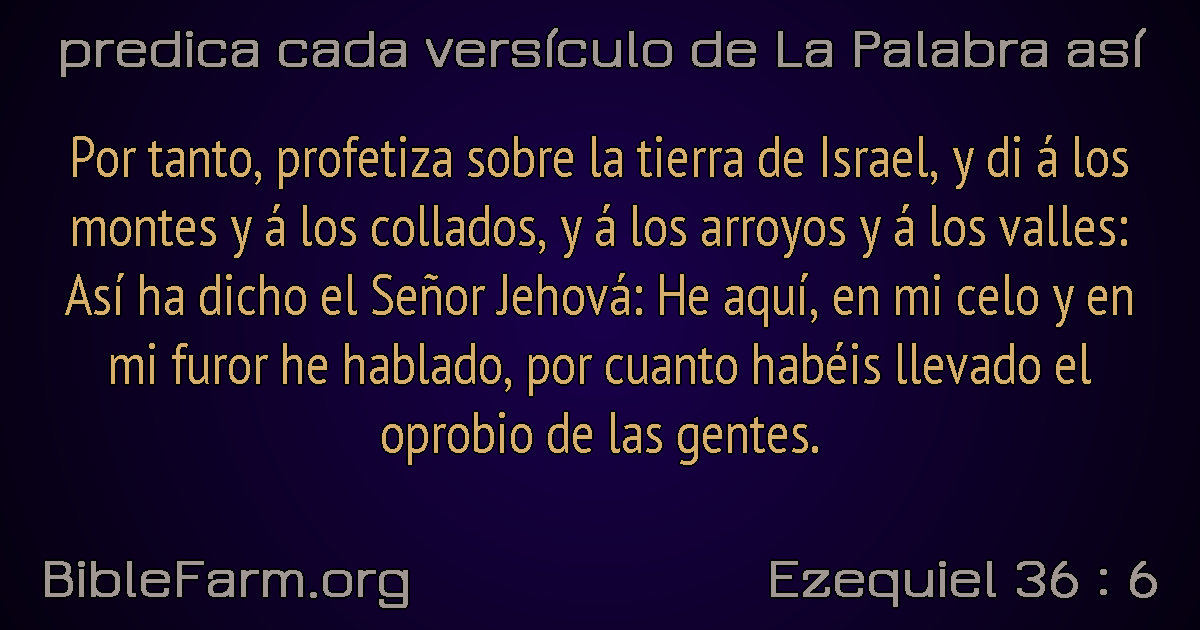 predica cada versículo de La Palabra así
Por tanto, profetiza sobre la tierra de Israel, y di á los
montes y á los collados, y á los arroyos y á los valles:
Así ha dicho el Señor Jehová: He aquí, en mi celo y en
mi furor he hablado, por cuanto habéis llevado el
oprobio de las gentes.
BibleFarm.org
Ezequiel 36 : 6